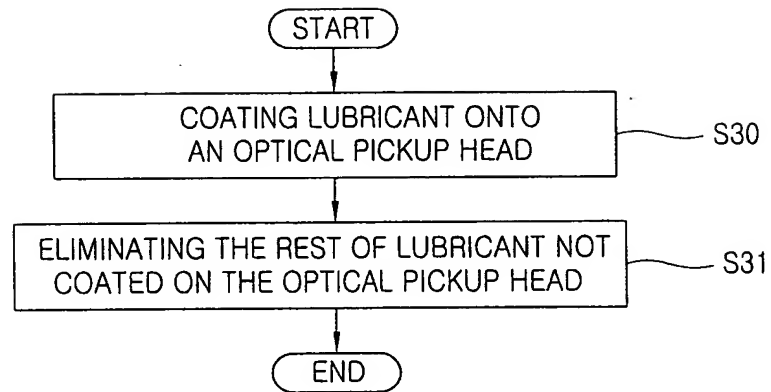 START
COATING LUBRICANT ONTO
AN OPTICAL PICKUP HEAD
S30
ELIMINATING THE REST OF LUBRICANT NOT
COATED ON THE OPTICAL PICKUP HEAD
S31
END